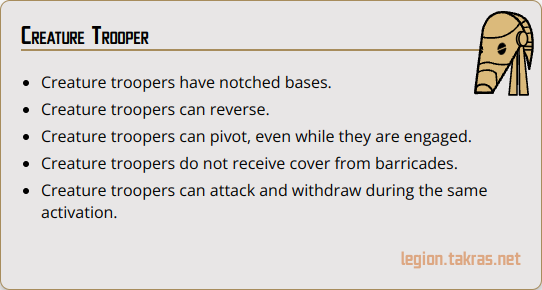 Creature Trooper
• Creature troopers have notched bases.
• Creature troopers can reverse.
• Creature troopers can pivot, even while they are engaged.
• Creature troopers do not receive cover from barricades.
• Creature troopers can attack and withdraw during the same
activation.
legion.takras.net